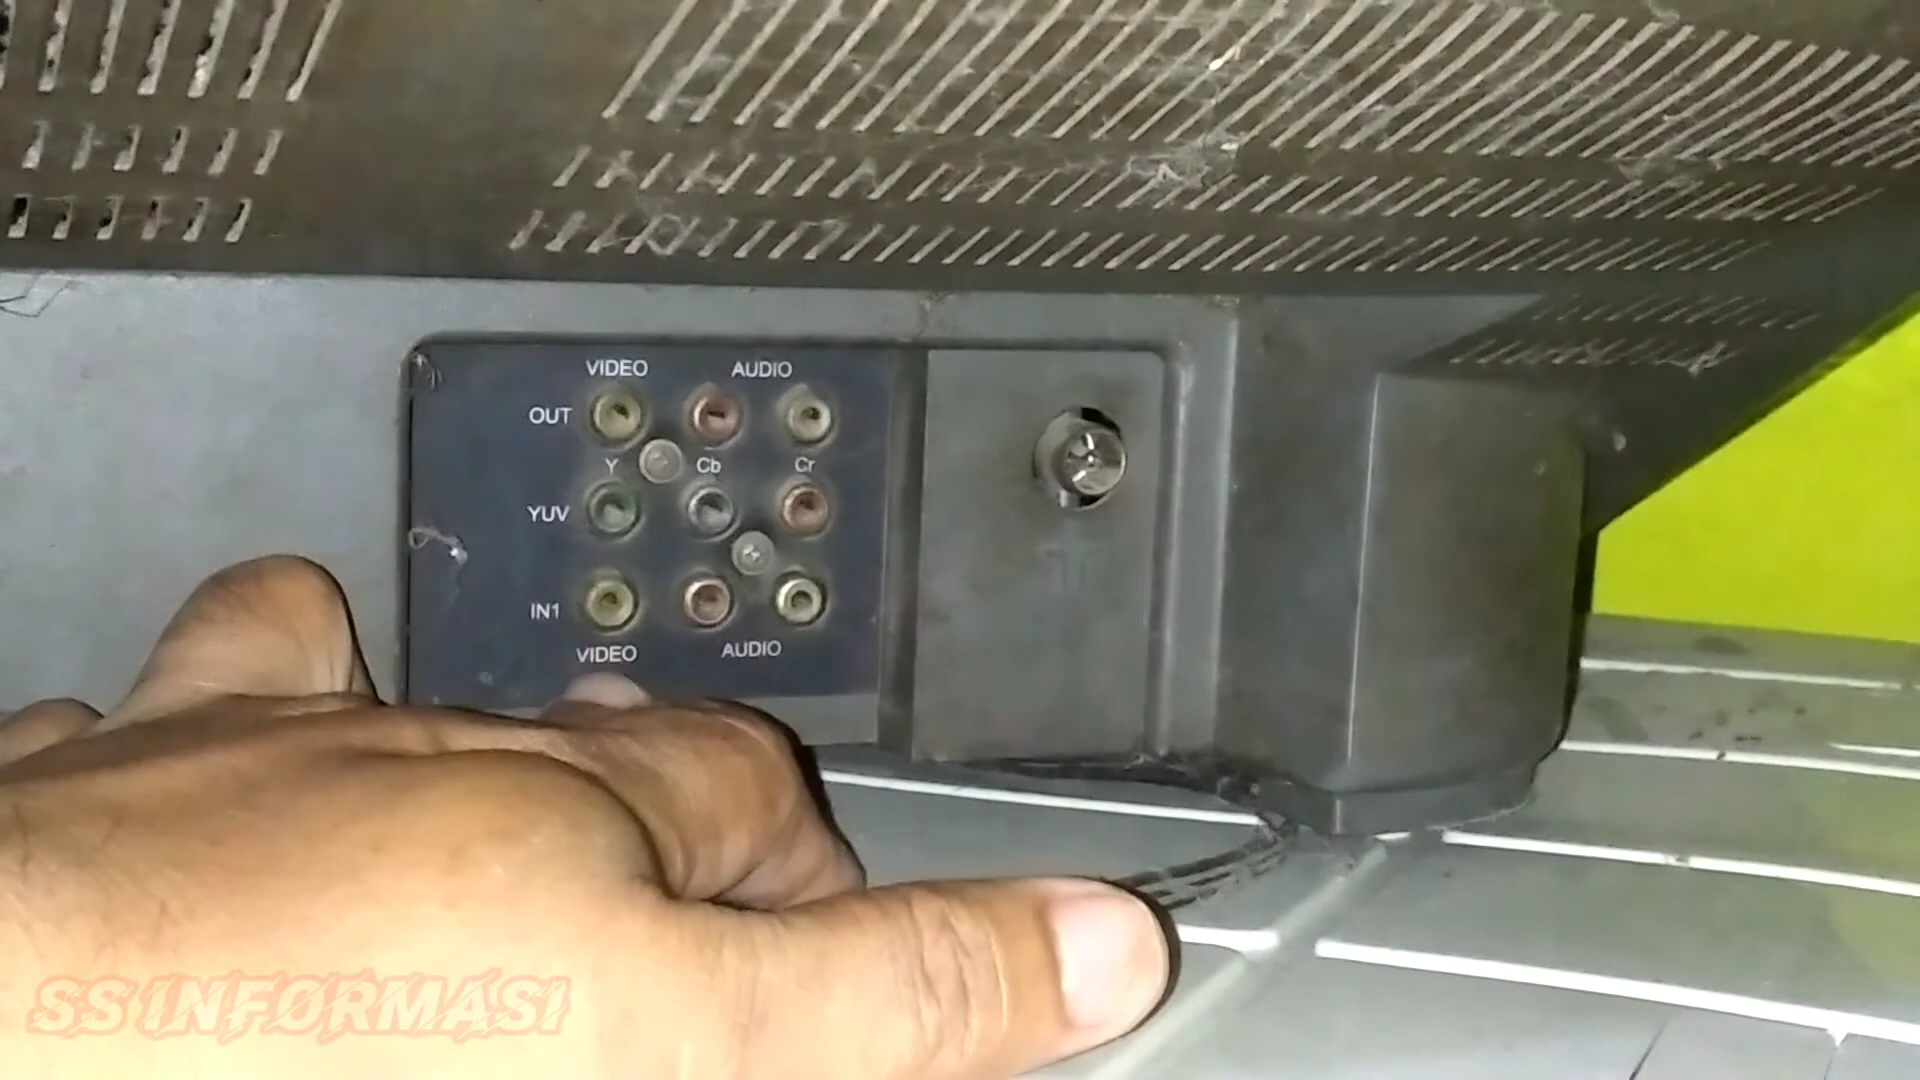 VIDEO AUDIO
OUT
Y Cb Cr
YUV
IN1
VIDEO AUDIO
SS INFORMASI